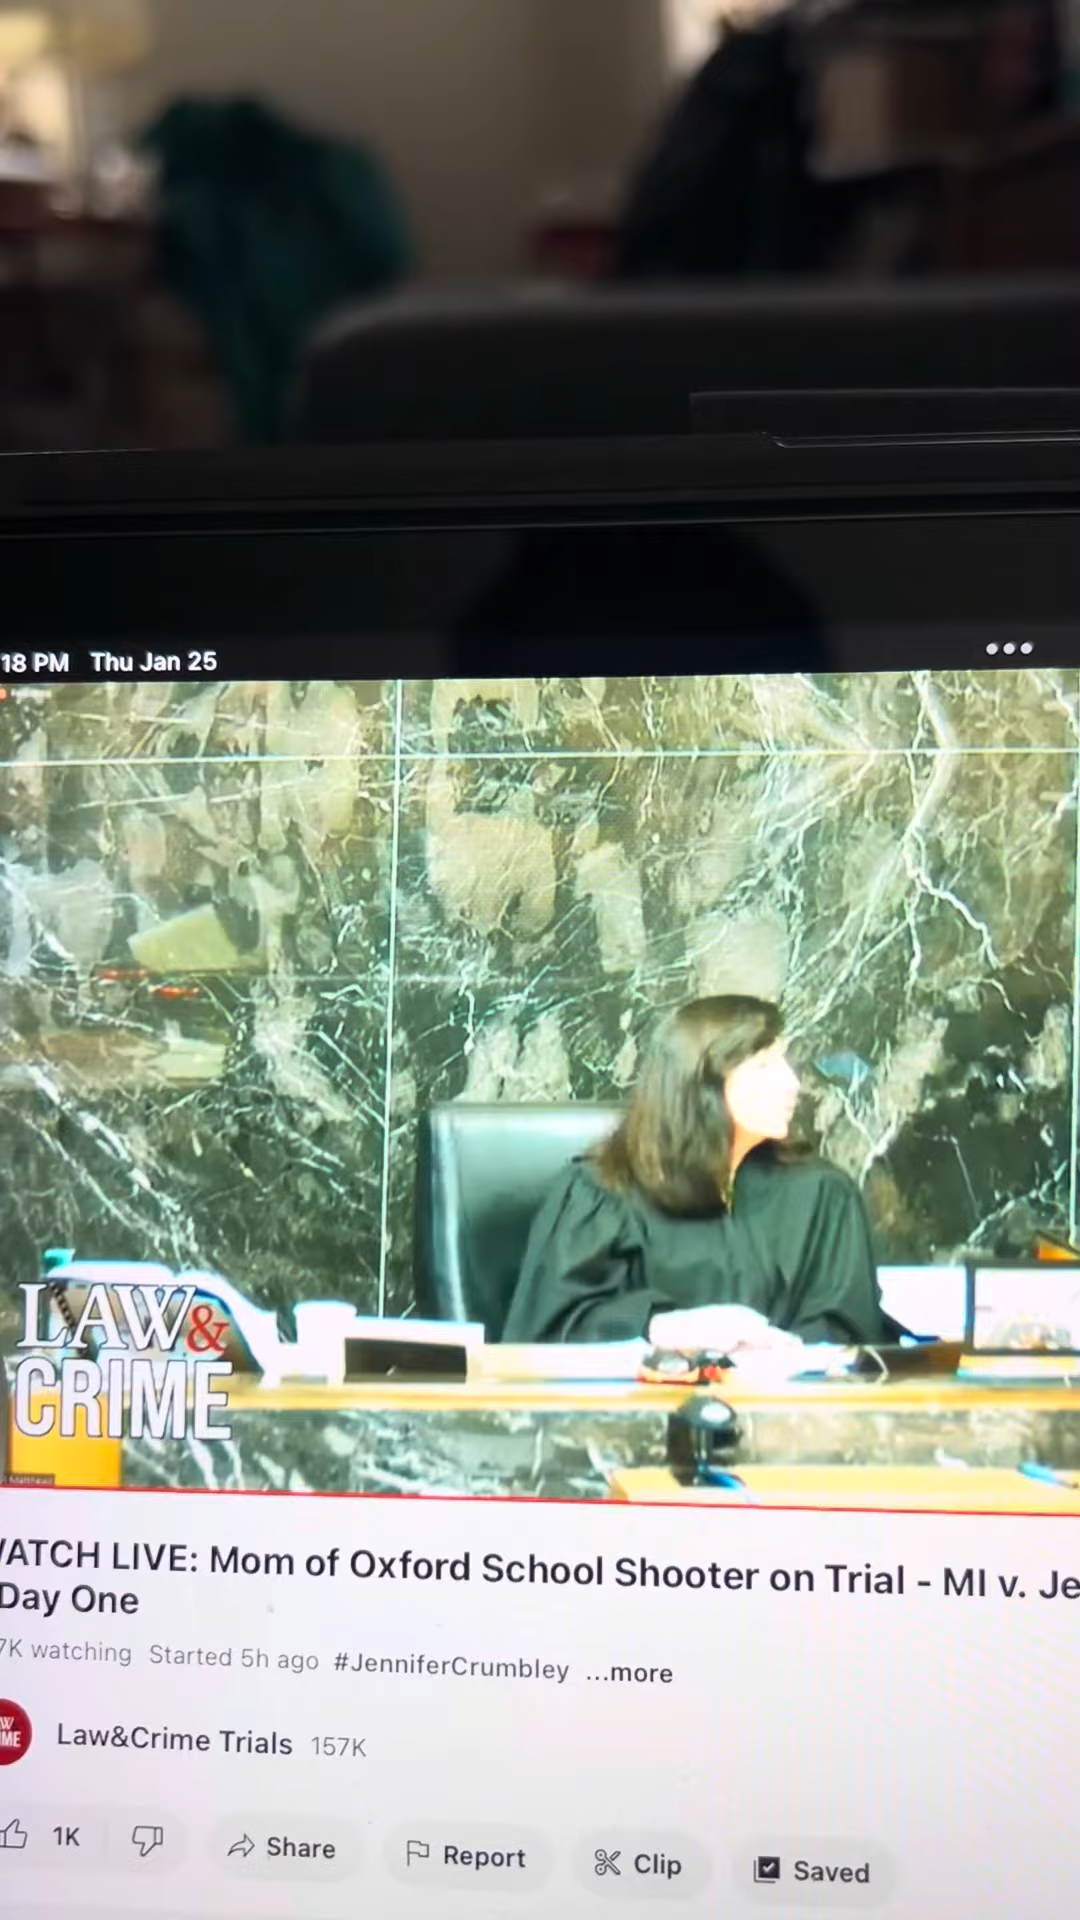 18 PM Thu Jan 25
LAW&
CRIME
ATCH LIVE: Mom of Oxford School Shooter on Trial - MI v. Je
Day One
7K watching Started 5h ago #JenniferCrumbley ...more
Law&Crime Trials 157K
1K Share Report Clip Saved